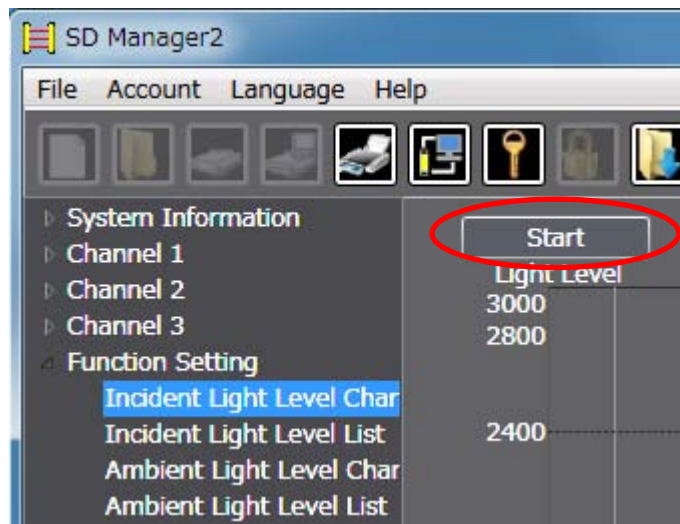 SD Manager2
File Account Language Help
System Information
Channel 1
Channel 2
Channel 3
Function Setting
Incident Light Level Char
Incident Light Level List
Ambient Light Level Char
Ambient Light Level List
Start
Light Level
3000
2800
2400